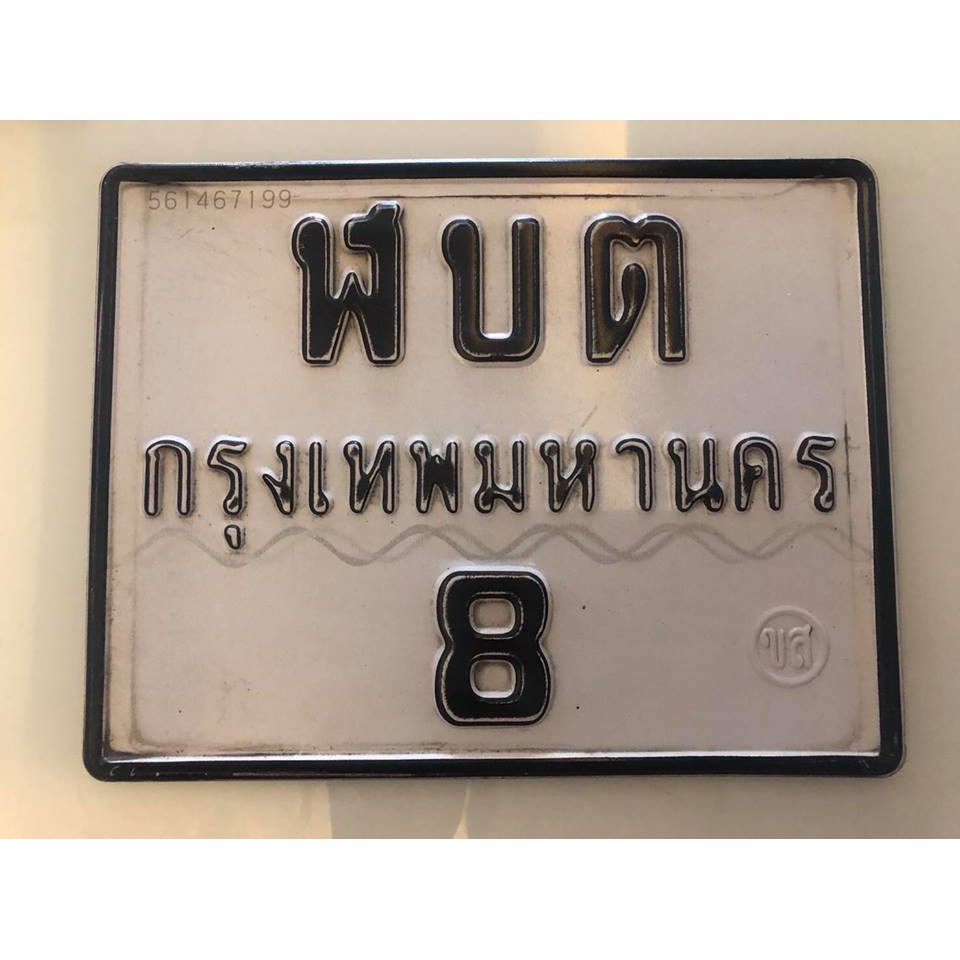 561467199
ฬบต
กรุงเทพมหานคร
8
ขส